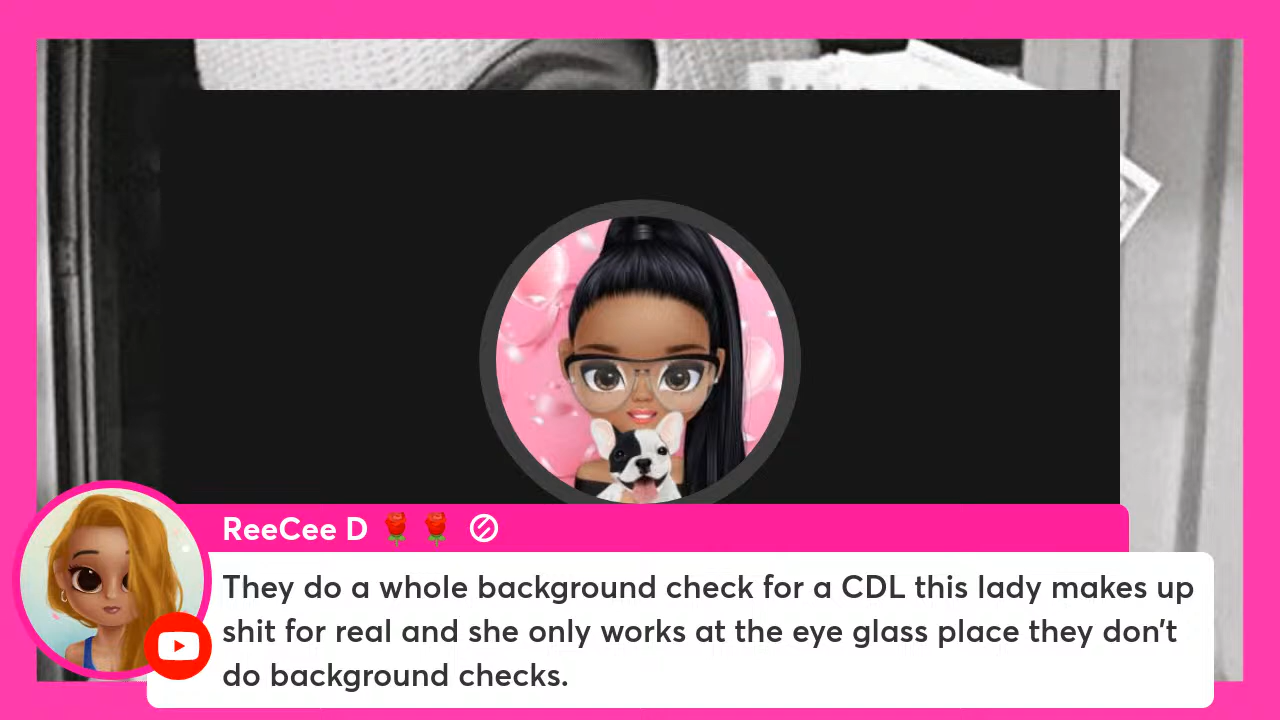 ReeCee D 🌹🌹
They do a whole background check for a CDL this lady makes up
shit for real and she only works at the eye glass place they don't
do background checks.